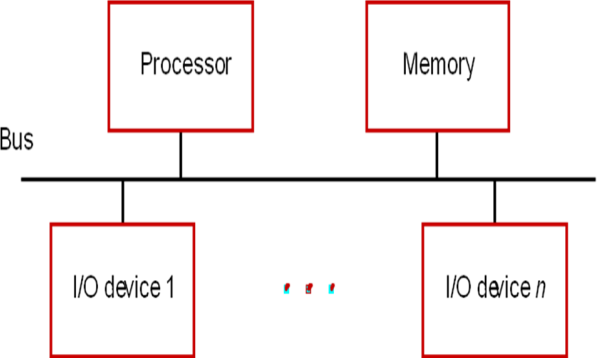 Processor
Memory
Bus
I/O device 1
...
I/O device n